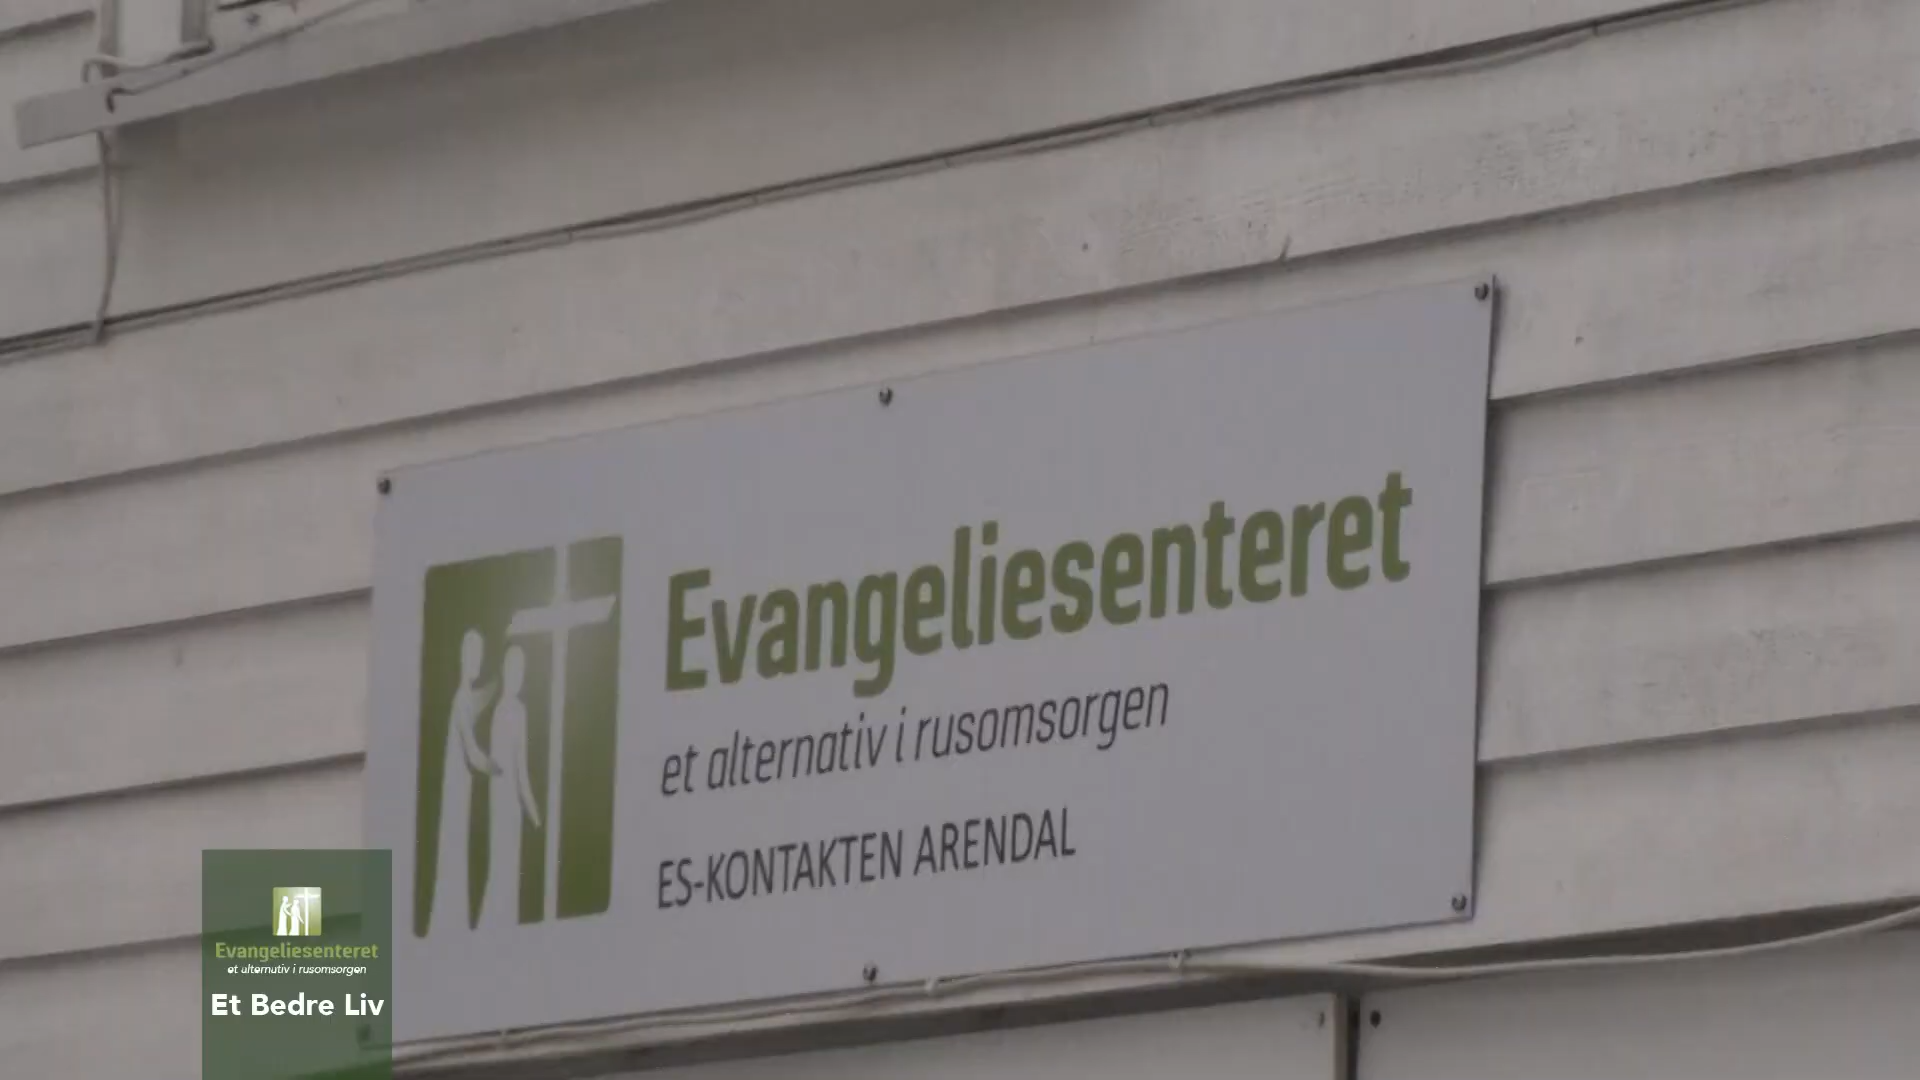 Evangeliesenteret
et alternativ i rusomsorgen
ES-KONTAKTEN ARENDAL
Evangeliesenteret
et alternativ i rusomsorgen
Et Bedre Liv